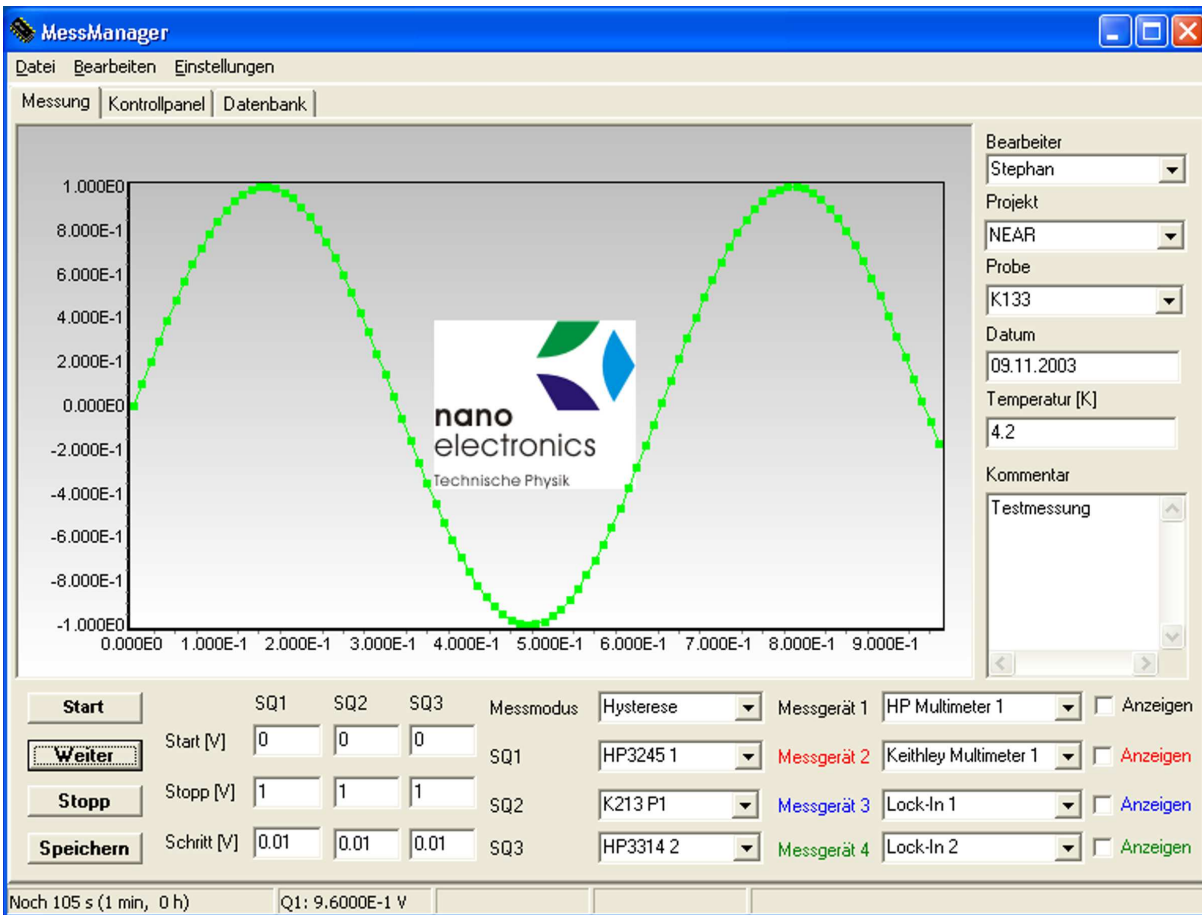 MessManager
Datei Bearbeiten Einstellungen
Messung Kontrollpanel Datenbank
1.000E0
8.000E-1
6.000E-1
4.000E-1
2.000E-1
0.000E0
-2.000E-1
-4.000E-1
-6.000E-1
-8.000E-1
-1.000E0
0.000E0 1.000E-1 2.000E-1 3.000E-1 4.000E-1 5.000E-1 6.000E-1 7.000E-1 8.000E-1 9.000E-1
nano
electronics
Technische Physik
Bearbeiter
Stephan
Projekt
NEAR
Probe
K133
Datum
09.11.2003
Temperatur [K]
4.2
Kommentar
Testmessung
Start
Weiter
Stopp
Speichern
SQ1 SQ2 SQ3
Start [V] 0 0 0
Stopp [V] 1 1 1
Schritt [V] 0.01 0.01 0.01
Messmodus Hysterese
SQ1 HP3245 1
SQ2 K213 P1
SQ3 HP3314 2
Messgerät 1 HP Multimeter 1 Anzeigen
Messgerät 2 Keithley Multimeter 1 Anzeigen
Messgerät 3 Lock-In 1 Anzeigen
Messgerät 4 Lock-In 2 Anzeigen
Noch 105 s (1 min, 0 h) Q1: 9.6000E-1 V